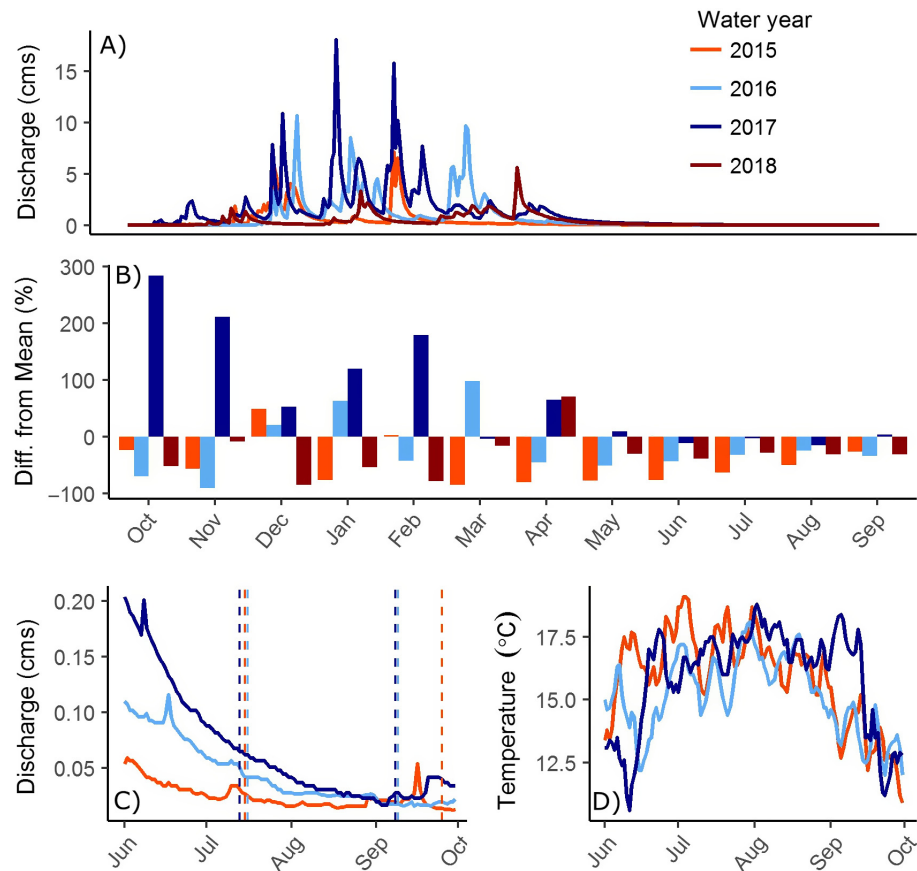 A)
Discharge (cms)
15
10
5
0
Water year
2015
2016
2017
2018
B)
Diff. from Mean (%)
300
200
100
0
−100
Oct
Nov
Dec
Jan
Feb
Mar
Apr
May
Jun
Jul
Aug
Sep
C)
Discharge (cms)
0.20
0.15
0.10
0.05
Jun
Jul
Aug
Sep
Oct
D)
Temperature (°C)
17.5
15.0
12.5
Jun
Jul
Aug
Sep
Oct